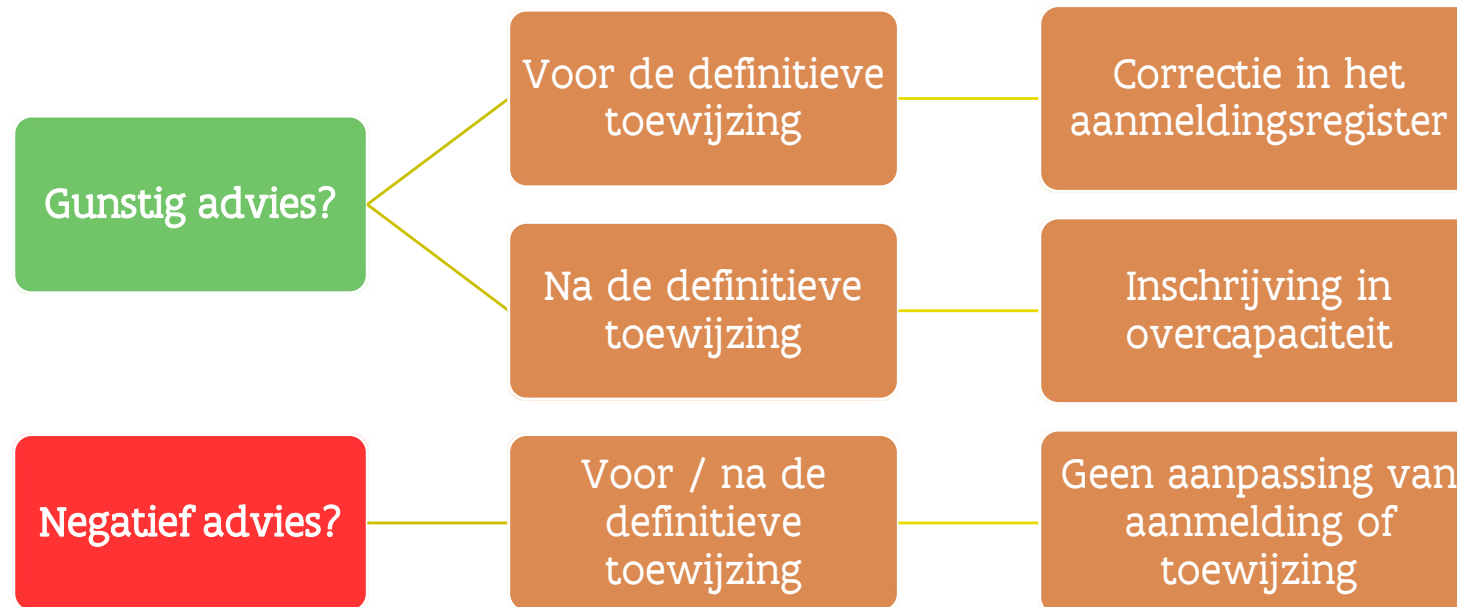 Gunstig advies?
Voor de definitieve
toewijzing
Correctie in het
aanmeldingsregister
Na de definitieve
toewijzing
Inschrijving in
overcapaciteit
Negatief advies?
Voor / na de
definitieve
toewijzing
Geen aanpassing van
aanmelding of
toewijzing